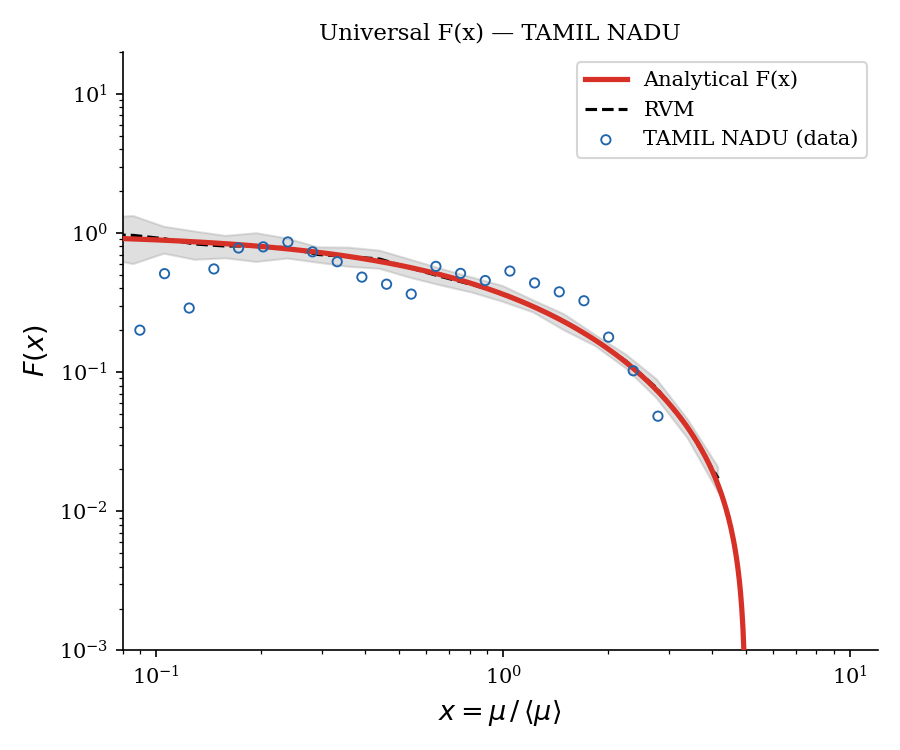 Universal F(x) — TAMIL NADU
Analytical F(x)
RVM
TAMIL NADU (data)
F(x)
10¹
10⁰
10⁻¹
10⁻²
10⁻³
10⁻¹
10⁰
10¹
x = μ / ⟨μ⟩